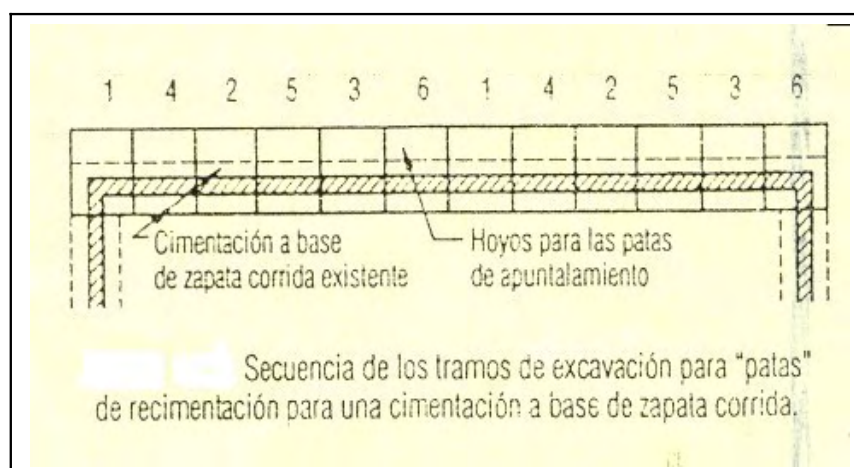 1 4 2 5 3 6 1 4 2 5 3 6
Cimentación a base
de zapata corrida existente
Hoyos para las patas
de apuntalamiento
Secuencia de los tramos de excavación para "patas"
de recimentación para una cimentación a base de zapata corrida.